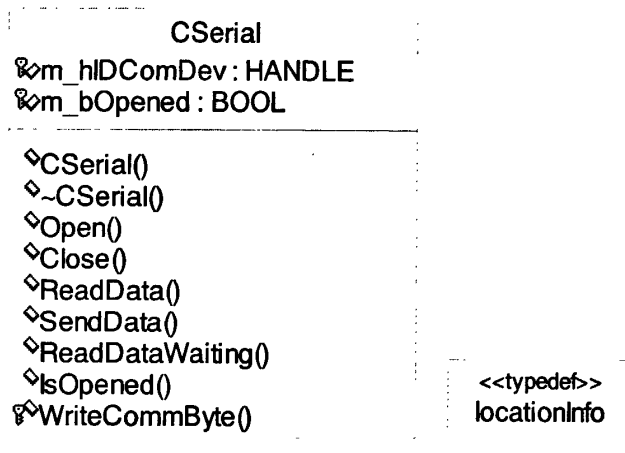 CSerial
m_hIDComDev : HANDLE
m_bOpened : BOOL
CSerial()
~CSerial()
Open()
Close()
ReadData()
SendData()
ReadDataWaiting()
IsOpened()
WriteCommByte()
<<typedef>>
locationInfo